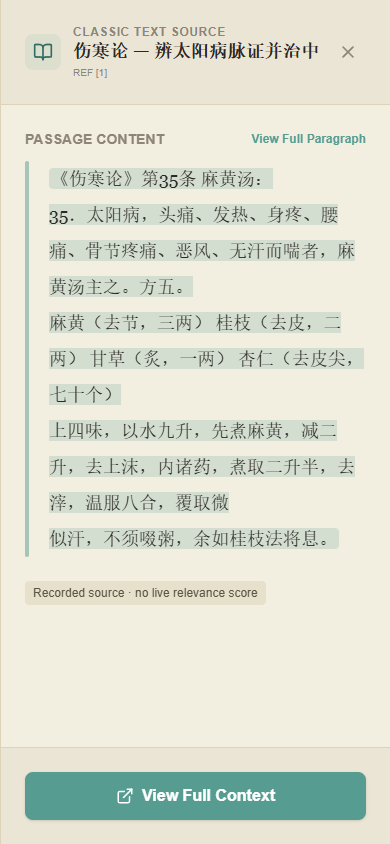 CLASSIC TEXT SOURCE
伤寒论 — 辨太阳病脉证并治中
REF [1]
PASSAGE CONTENT
View Full Paragraph
《伤寒论》第35条 麻黄汤：
35．太阳病，头痛、发热、身疼、腰
痛、骨节疼痛、恶风、无汗而喘者，麻
黄汤主之。方五。
麻黄（去节，三两） 桂枝（去皮，二
两） 甘草（炙，一两） 杏仁（去皮尖，
七十个）
上四味，以水九升，先煮麻黄，减二
升，去上沫，内诸药，煮取二升半，去
滓，温服八合，覆取微
似汗，不须啜粥，余如桂枝法将息。
Recorded source · no live relevance score
View Full Context